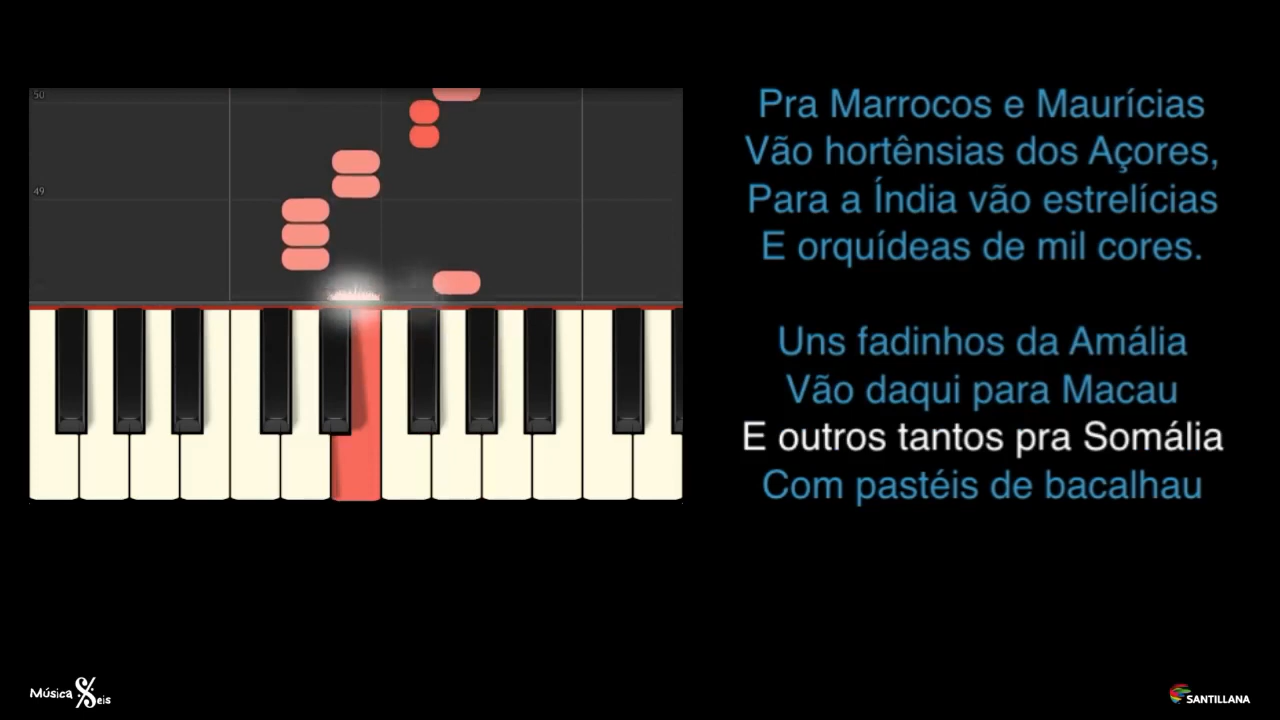 50
49
Pra Marrocos e Maurícias
Vão hortênsias dos Açores,
Para a Índia vão estrelícias
E orquídeas de mil cores.
Uns fadinhos da Amália
Vão daqui para Macau
E outros tantos pra Somália
Com pastéis de bacalhau
Música Seis
SANTILLANA